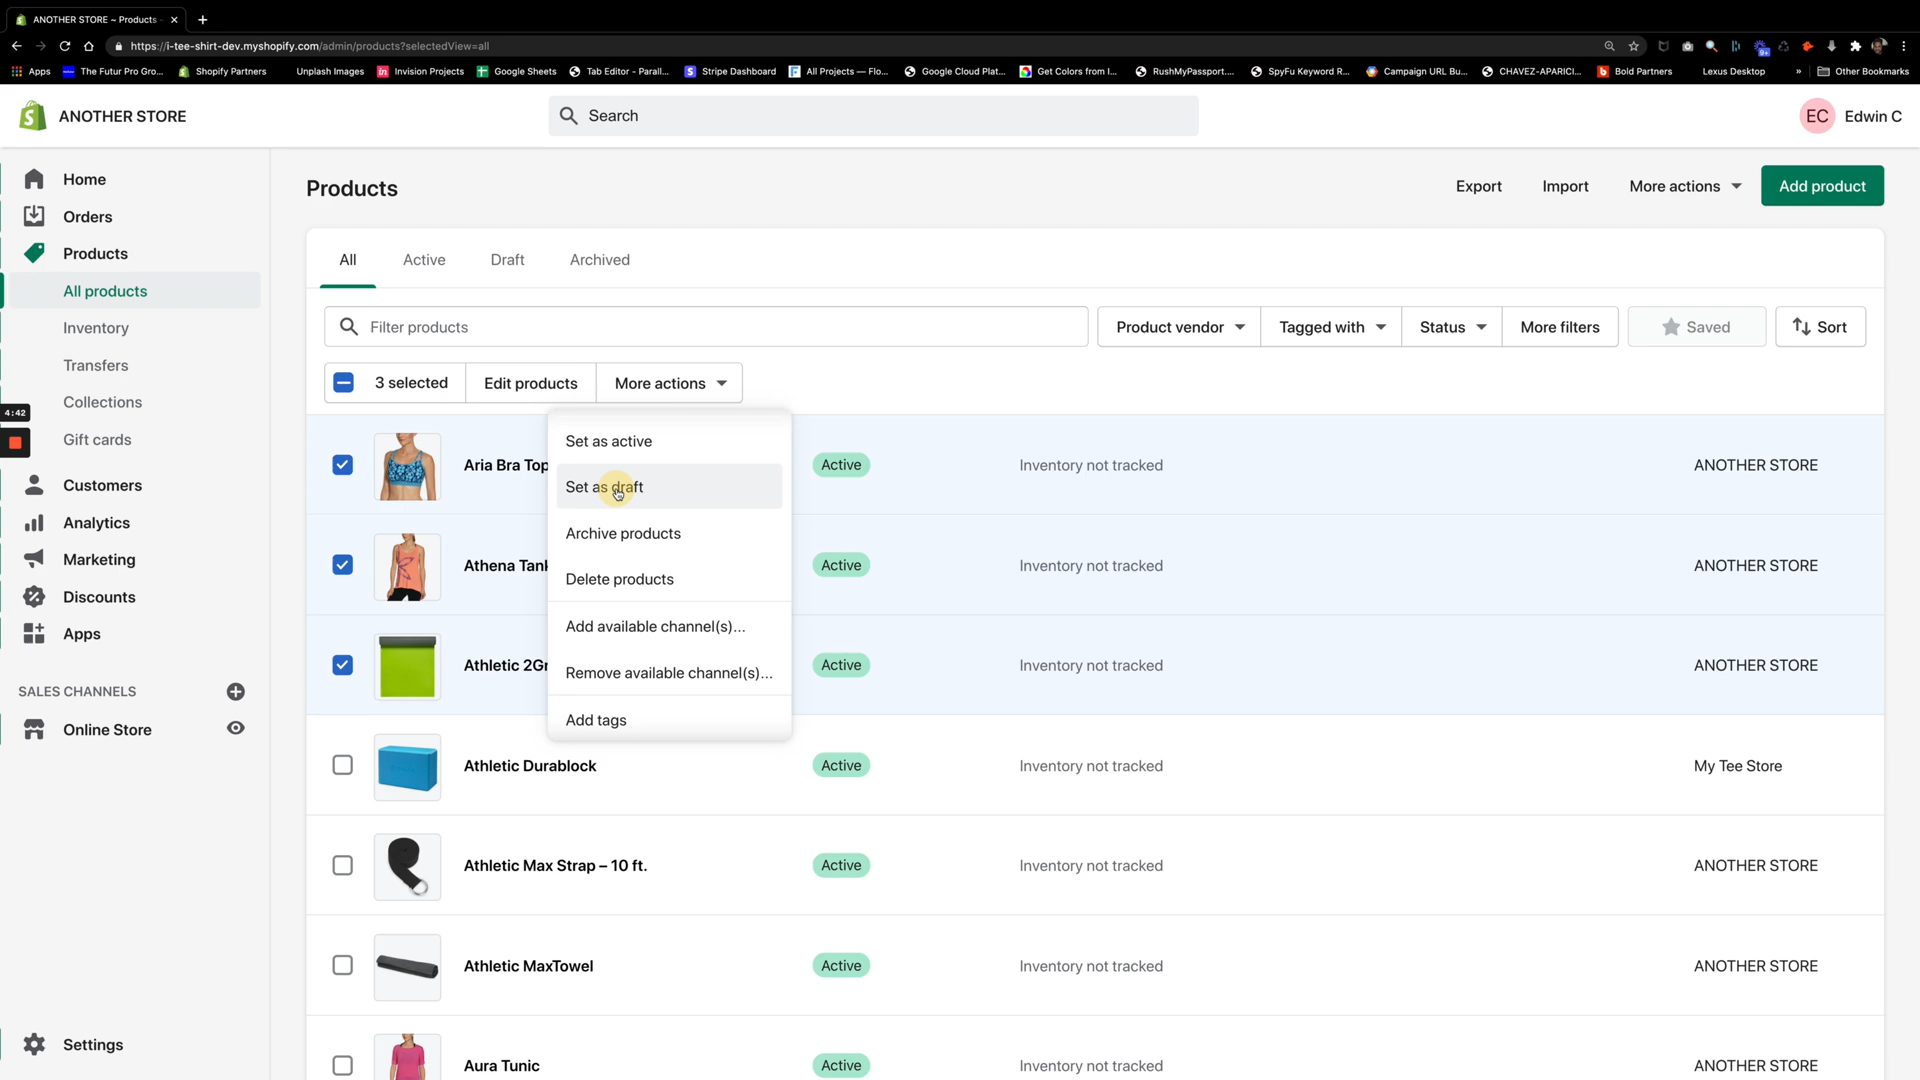 ANOTHER STORE ~ Products
https://i-tee-shirt-dev.myshopify.com/admin/products?selectedView=all
Apps
The Futur Pro Gro...
Shopify Partners
Unplash Images
Invision Projects
Google Sheets
Tab Editor - Parall...
Stripe Dashboard
All Projects — Flo...
Google Cloud Plat...
Get Colors from I...
RushMyPassport....
SpyFu Keyword R...
Campaign URL Bu...
CHAVEZ-APARICI...
Bold Partners
Lexus Desktop
»
Other Bookmarks
ANOTHER STORE
Search
EC
Edwin C
Home
Orders
Products
All products
Inventory
Transfers
Collections
4:42
Gift cards
Customers
Analytics
Marketing
Discounts
Apps
SALES CHANNELS
Online Store
Settings
Products
Export
Import
More actions
Add product
All
Active
Draft
Archived
Filter products
Product vendor
Tagged with
Status
More filters
Saved
Sort
3 selected
Edit products
More actions
Set as active
Set as draft
Archive products
Delete products
Add available channel(s)...
Remove available channel(s)...
Add tags
Aria Bra Top
Active
Inventory not tracked
ANOTHER STORE
Athena Tank
Active
Inventory not tracked
ANOTHER STORE
Athletic 2Gr
Active
Inventory not tracked
ANOTHER STORE
Athletic Durablock
Active
Inventory not tracked
My Tee Store
Athletic Max Strap – 10 ft.
Active
Inventory not tracked
ANOTHER STORE
Athletic MaxTowel
Active
Inventory not tracked
ANOTHER STORE
Aura Tunic
Active
Inventory not tracked
ANOTHER STORE